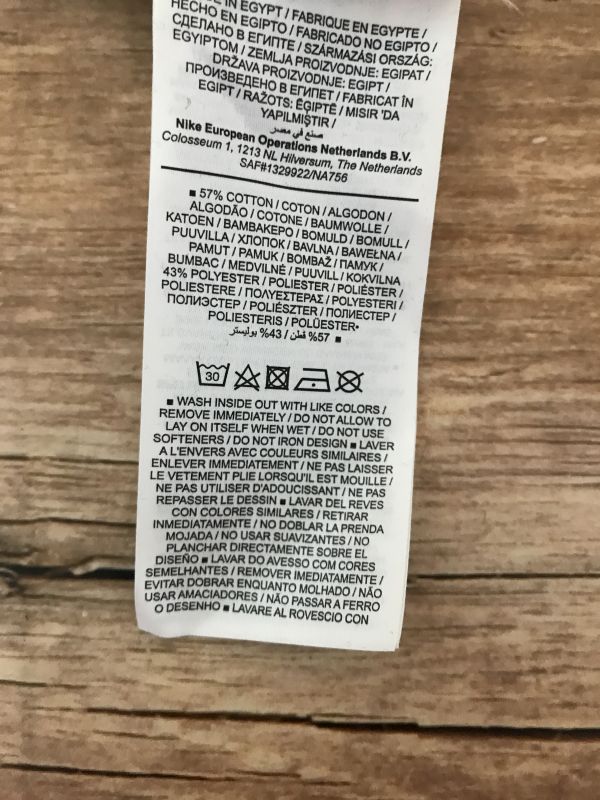 IN EGYPT / FABRIQUE EN EGYPTE /
HECHO EN EGIPTO / FABRICADO NO EGIPTO /
СДЕЛАНО В ЕГИПТЕ / SZÁRMAZÁSI ORSZÁG:
EGYIPTOM / ZEMLJA PROIZVODNJE: EGIPAT /
DRŽAVA PROIZVODNJE: EGIPT /
ПРОИЗВЕДЕНО В ЕГИПЕТ / FABRICAT ÎN
EGIPT / RAŽOTS: ĒĢIPTĒ / MISIR 'DA
YAPILMIŞTIR /
صنع في مصر
Nike European Operations Netherlands B.V.
Colosseum 1, 1213 NL Hilversum, The Netherlands
SAF#1329922/NA756
■ 57% COTTON / COTON / ALGODON /
ALGODÃO / COTONE / BAUMWOLLE /
KATOEN / ΒΑΜΒΑΚΕΡΟ / BOMULD / BOMULL /
PUUVILLA / ХЛОПОК / BAVLNA / BAWEŁNA /
PAMUT / PAMUK / BOMBAŽ / ПАМУК /
BUMBAC / MEDVILNĖ / PUUVILL / KOKVILNA
43% POLYESTER / POLIESTER / POLIÉSTER /
POLIESTERE / ΠΟΛΥΕΣΤΕΡΑΣ / POLYESTERI /
ПОЛИЭСТЕР / POLIÉSZTER / ПОЛИЕСТЕР /
POLIESTERIS / POLÜESTER•
57% قطن / 43% بوليستر ■
30
■ WASH INSIDE OUT WITH LIKE COLORS /
REMOVE IMMEDIATELY / DO NOT ALLOW TO
LAY ON ITSELF WHEN WET / DO NOT USE
SOFTENERS / DO NOT IRON DESIGN ■ LAVER
A L'ENVERS AVEC COULEURS SIMILAIRES /
ENLEVER IMMEDIATEMENT / NE PAS LAISSER
LE VETEMENT PLIE LORSQU'IL EST MOUILLE /
NE PAS UTILISER D'ADOUCISSANT / NE PAS
REPASSER LE DESSIN ■ LAVAR DEL REVES
CON COLORES SIMILARES / RETIRAR
INMEDIATAMENTE / NO DOBLAR LA PRENDA
MOJADA / NO USAR SUAVIZANTES / NO
PLANCHAR DIRECTAMENTE SOBRE EL
DISEÑO ■ LAVAR DO AVESSO COM CORES
SEMELHANTES / REMOVER IMEDIATAMENTE /
EVITAR DOBRAR ENQUANTO MOLHADO / NÃO
USAR AMACIADORES / NÃO PASSAR A FERRO
O DESENHO ■ LAVARE AL ROVESCIO CON